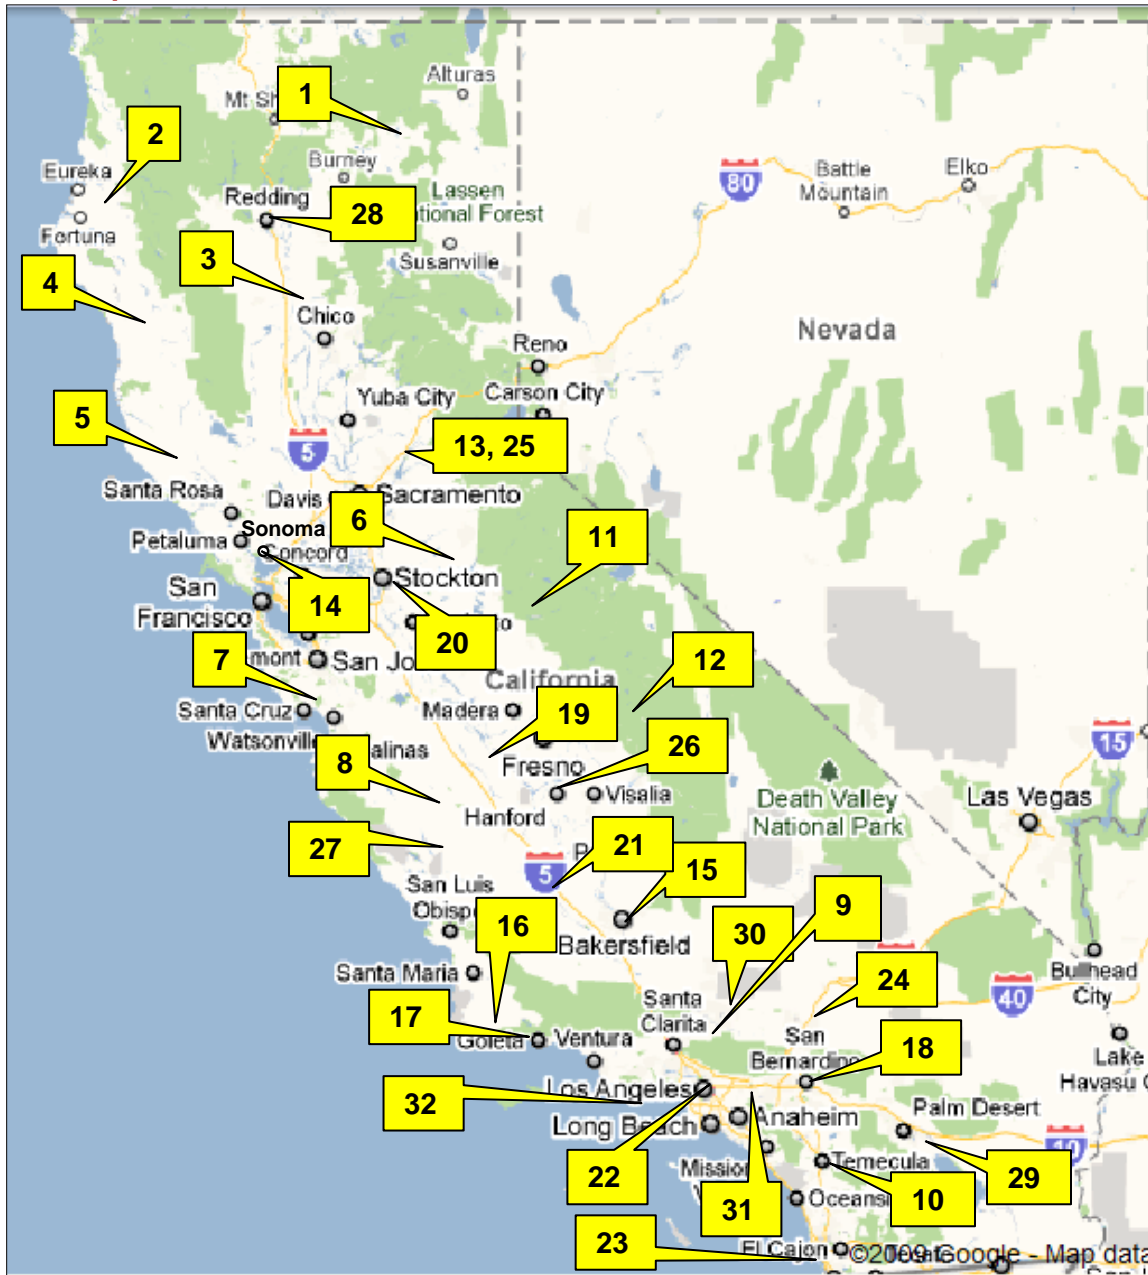 Alturas
1
Mt Sh
2
Burney
Eureka
Battle
Mountain
Elko
80
Redding
28
Lassen
tional Forest
Fortuna
3
Susanville
4
Chico
Nevada
Reno
Yuba City
Carson City
5
5
13, 25
Santa Rosa
Davis
Sacramento
6
Sonoma
11
Petaluma
Concord
Stockton
San
Francisco
14
20
to
7
mont
San Jo
California
12
Santa Cruz
Madera
19
15
Watsonvill
alinas
26
8
Fresno
Visalia
Death Valley
National Park
Las Vegas
Hanford
27
21
5
15
San Luis
Obisp
9
16
Bakersfield
30
Santa Maria
24
Bullhead
City
40
Santa
Clarita
17
Goleta
Ventura
San
Bernardino
18
Lake
Havasu
32
Los Angeles
Palm Desert
Long Beach
Anaheim
10
22
Mission
Temecula
29
31
Oceansi
10
23
El Cajon
©2009 Google - Map data